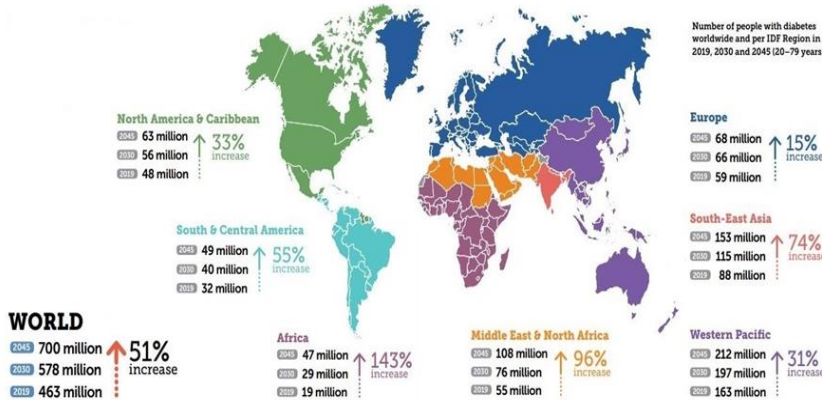 Number of people with diabetes
worldwide and per IDF Region in
2019, 2030 and 2045 (20–79 years
North America & Caribbean
2045 63 million
2030 56 million
2019 48 million
33%
increase
South & Central America
2045 49 million
2030 40 million
2019 32 million
55%
increase
WORLD
2045 700 million
2030 578 million
2019 463 million
51%
increase
Africa
2045 47 million
2030 29 million
2019 19 million
143%
increase
Middle East & North Africa
2045 108 million
2030 76 million
2019 55 million
96%
increase
Europe
2045 68 million
2030 66 million
2019 59 million
15%
increase
South-East Asia
2045 153 million
2030 115 million
2019 88 million
74%
increase
Western Pacific
2045 212 million
2030 197 million
2019 163 million
31%
increase